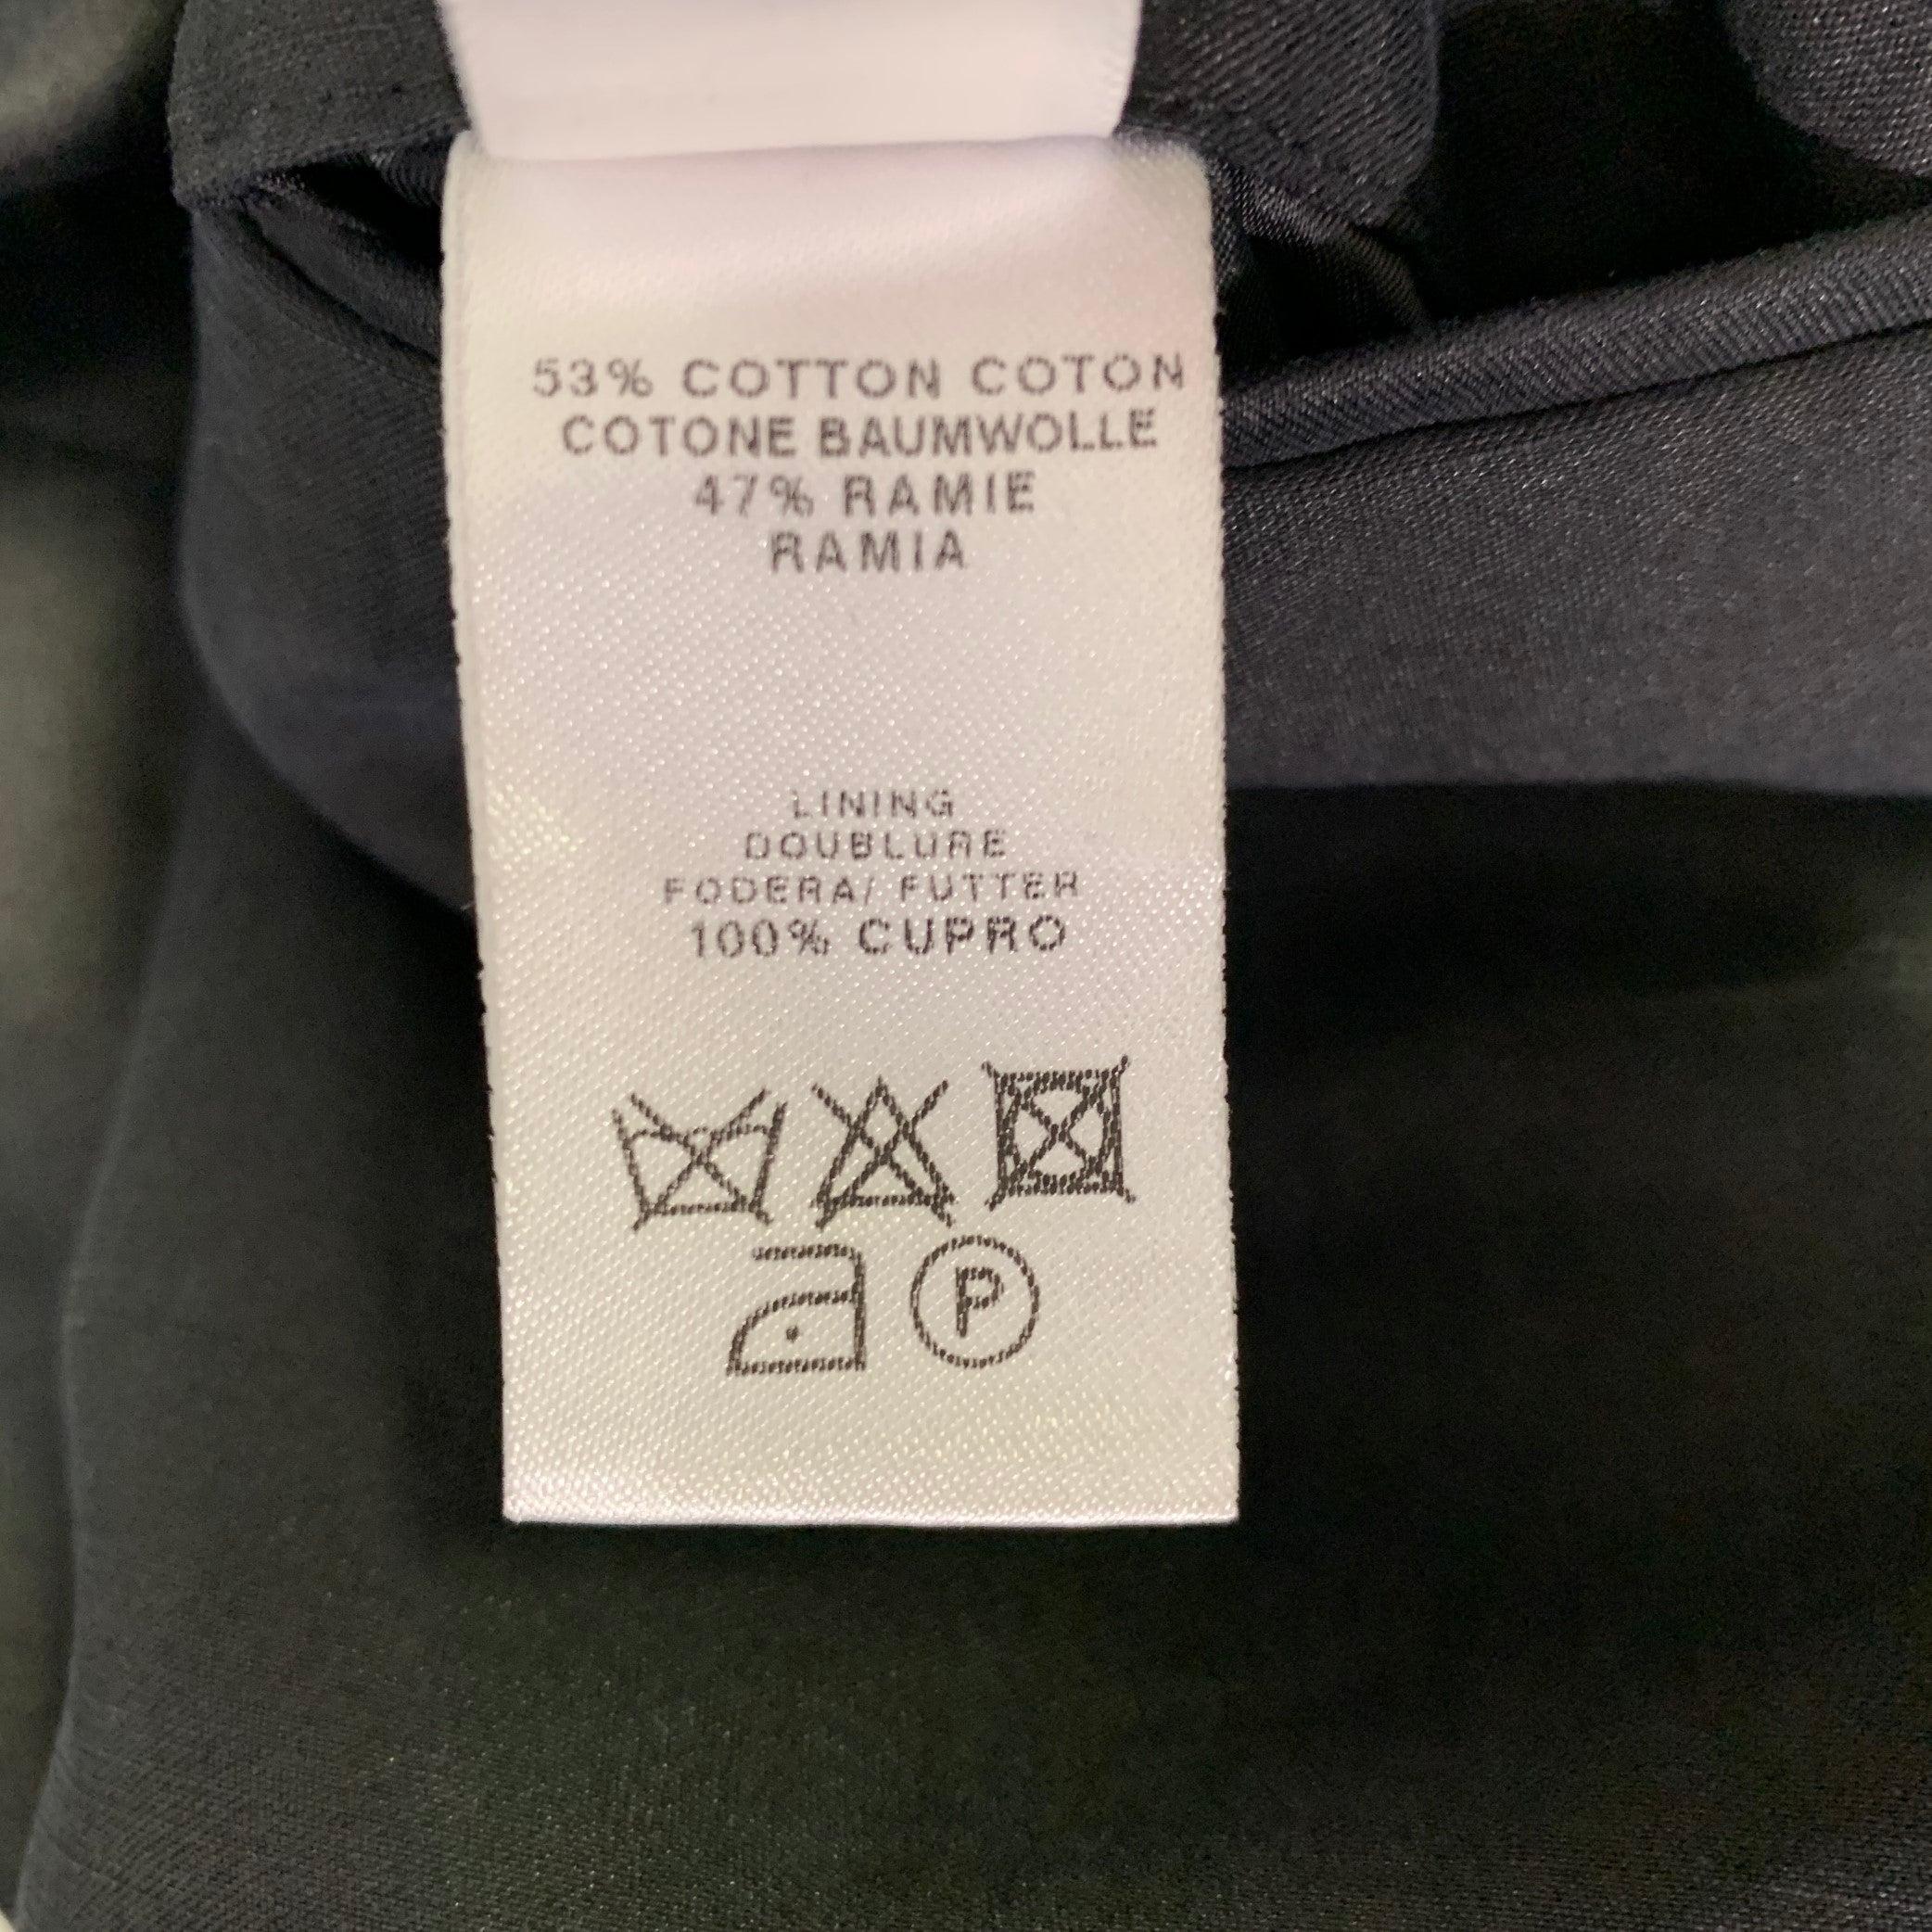 53% COTTON COTON
COTONE BAUMWOLLE
47% RAMIE
RAMIA
LINING
DOUBLURE
FODERA/ FUTTER
100% CUPRO
P